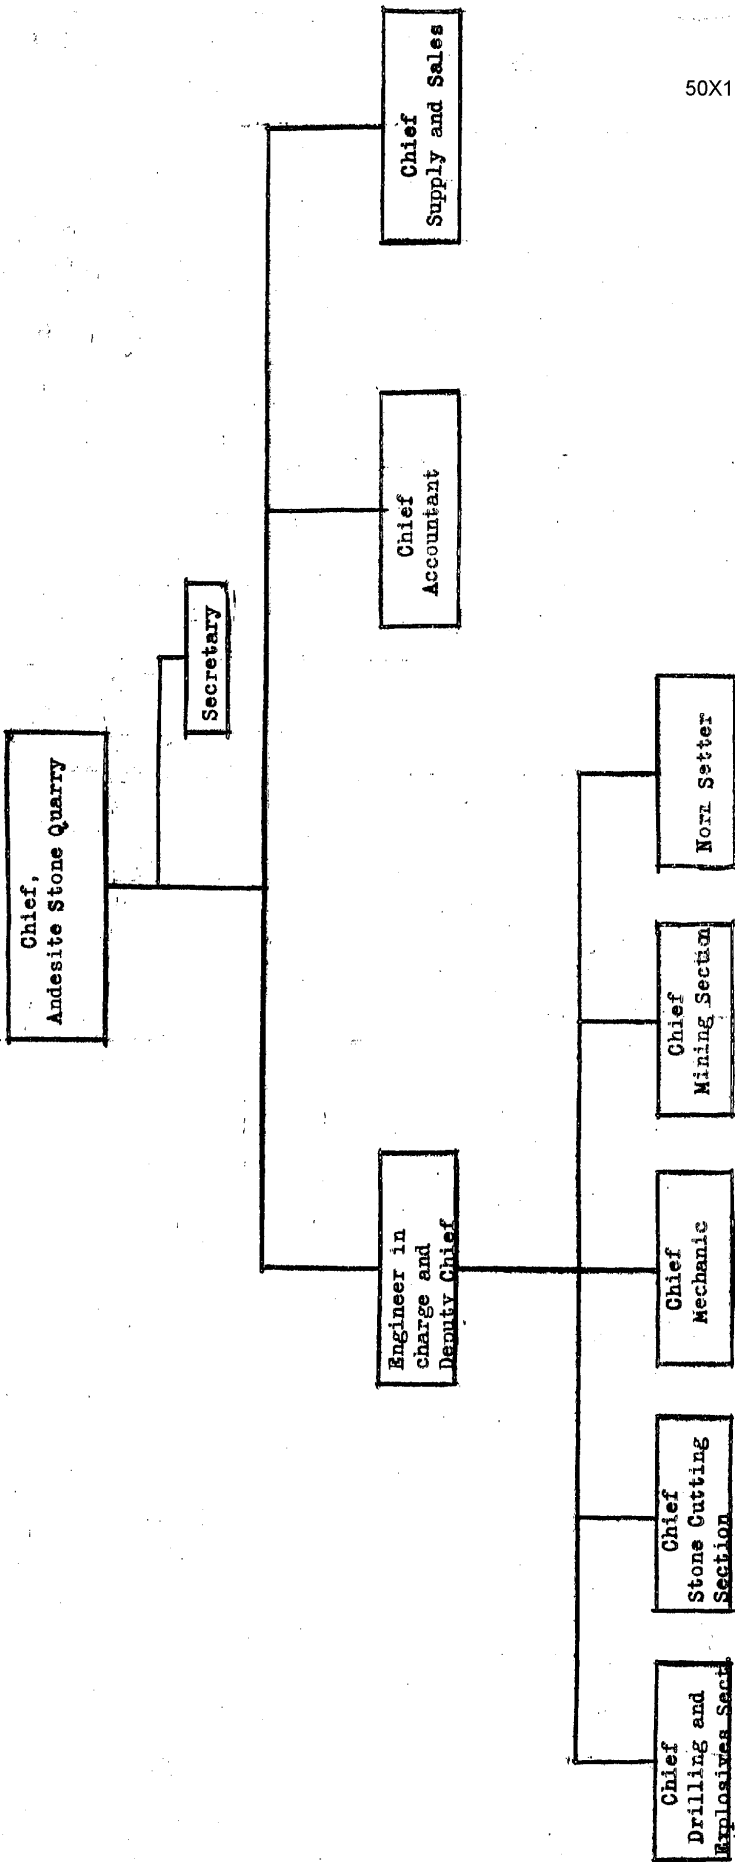 50X1
Chief,
Andesite Stone Quarry
Secretary
Engineer in
charge and
Deputy Chief
Chief
Accountant
Chief
Supply and Sales
Chief
Drilling and
Explosives Sect.
Chief
Stone Cutting
Section
Chief
Mechanic
Chief
Mining Section
Norm Setter